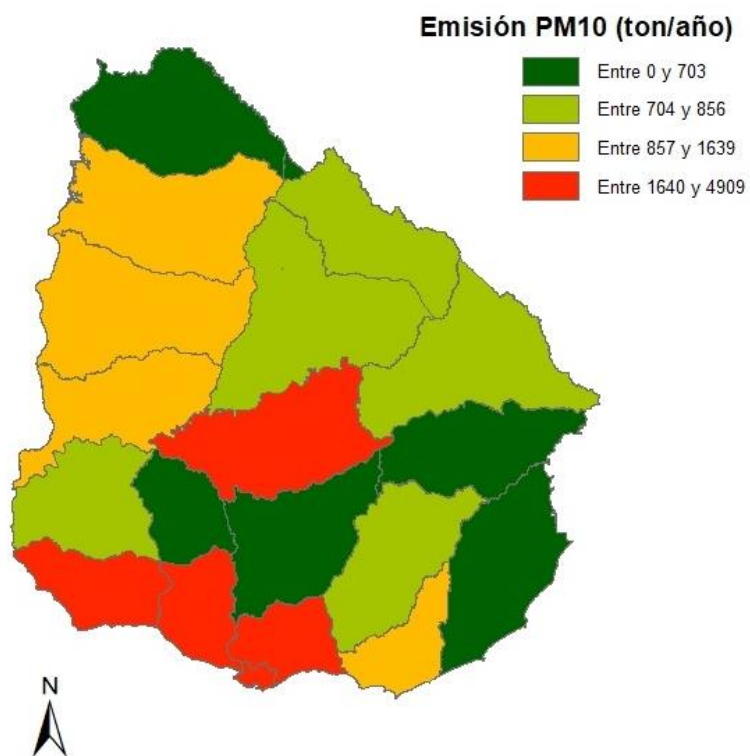 Emisión PM10 (ton/año)
Entre 0 y 703
Entre 704 y 856
Entre 857 y 1639
Entre 1640 y 4909
N